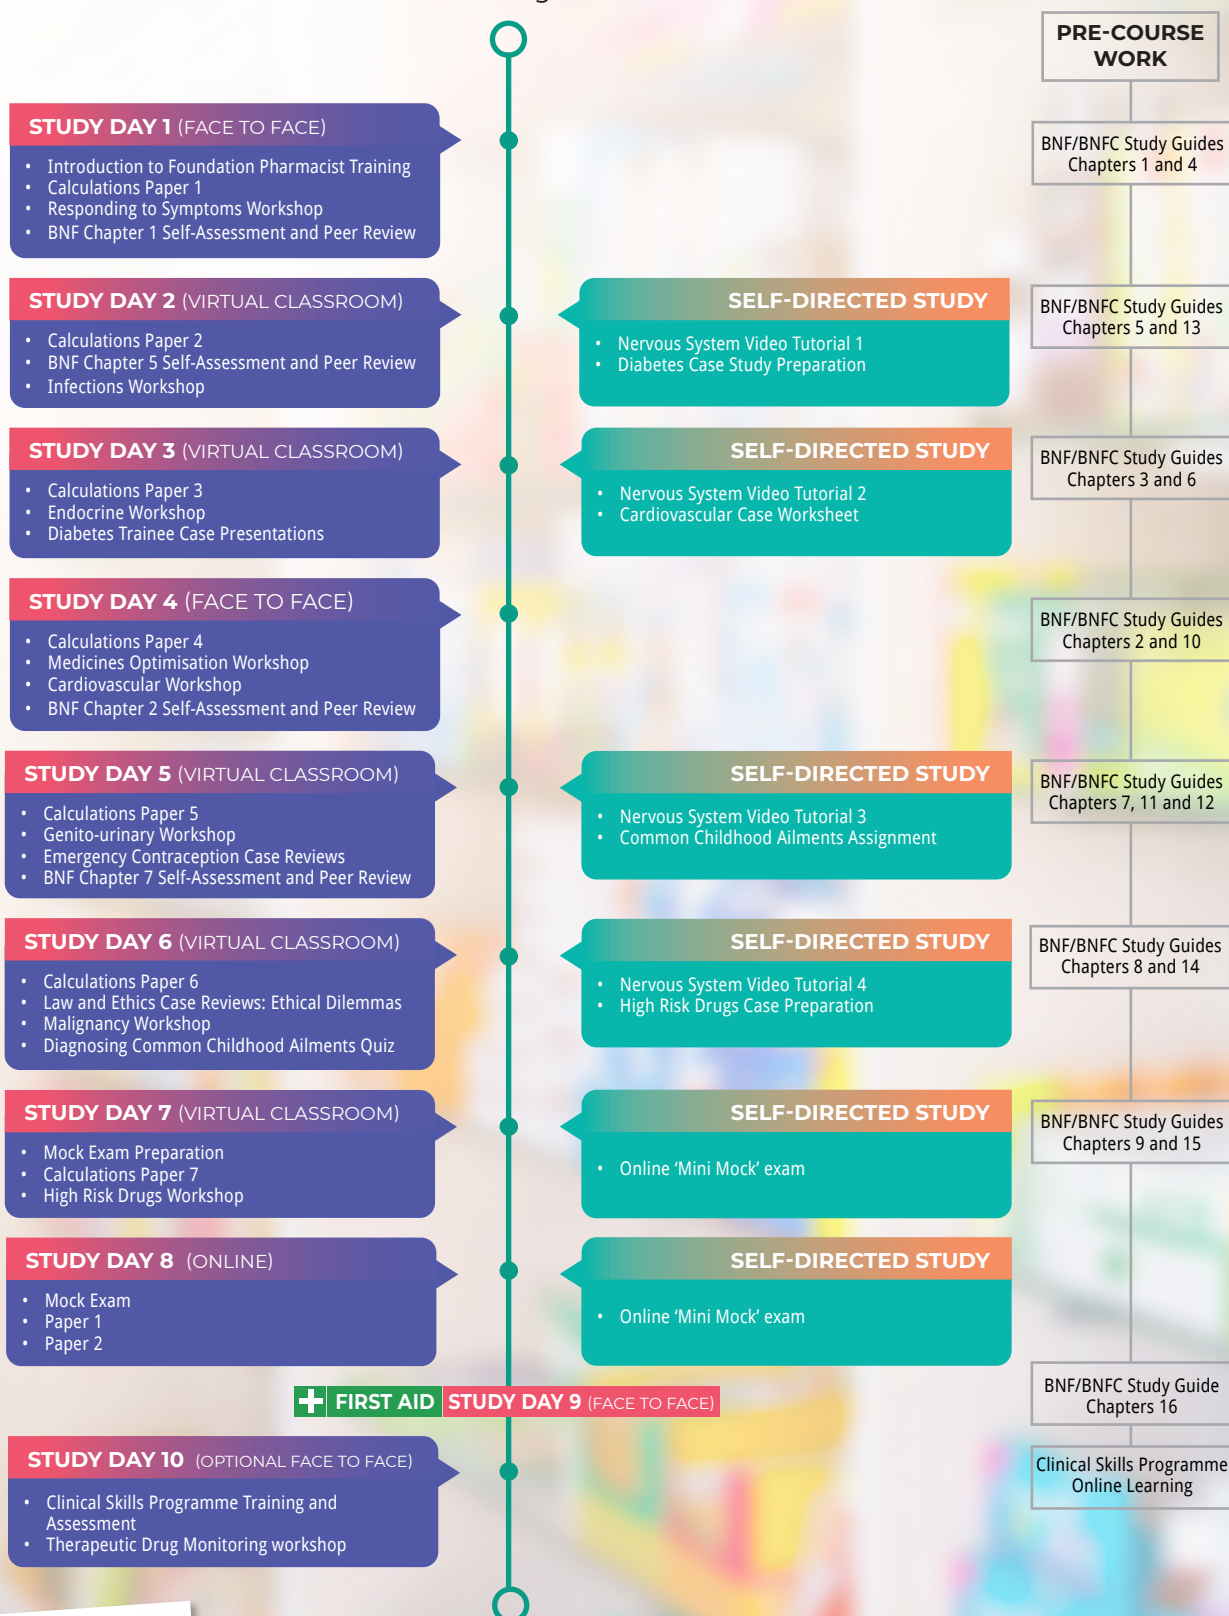 PRE-COURSE
WORK
STUDY DAY 1 (FACE TO FACE)
• Introduction to Foundation Pharmacist Training
• Calculations Paper 1
• Responding to Symptoms Workshop
• BNF Chapter 1 Self-Assessment and Peer Review
BNF/BNFC Study Guides
Chapters 1 and 4
STUDY DAY 2 (VIRTUAL CLASSROOM)
• Calculations Paper 2
• BNF Chapter 5 Self-Assessment and Peer Review
• Infections Workshop
SELF-DIRECTED STUDY
• Nervous System Video Tutorial 1
• Diabetes Case Study Preparation
BNF/BNFC Study Guides
Chapters 5 and 13
STUDY DAY 3 (VIRTUAL CLASSROOM)
• Calculations Paper 3
• Endocrine Workshop
• Diabetes Trainee Case Presentations
SELF-DIRECTED STUDY
• Nervous System Video Tutorial 2
• Cardiovascular Case Worksheet
BNF/BNFC Study Guides
Chapters 3 and 6
STUDY DAY 4 (FACE TO FACE)
• Calculations Paper 4
• Medicines Optimisation Workshop
• Cardiovascular Workshop
• BNF Chapter 2 Self-Assessment and Peer Review
BNF/BNFC Study Guides
Chapters 2 and 10
STUDY DAY 5 (VIRTUAL CLASSROOM)
• Calculations Paper 5
• Genito-urinary Workshop
• Emergency Contraception Case Reviews
• BNF Chapter 7 Self-Assessment and Peer Review
SELF-DIRECTED STUDY
• Nervous System Video Tutorial 3
• Common Childhood Ailments Assignment
BNF/BNFC Study Guides
Chapters 7, 11 and 12
STUDY DAY 6 (VIRTUAL CLASSROOM)
• Calculations Paper 6
• Law and Ethics Case Reviews: Ethical Dilemmas
• Malignancy Workshop
• Diagnosing Common Childhood Ailments Quiz
SELF-DIRECTED STUDY
• Nervous System Video Tutorial 4
• High Risk Drugs Case Preparation
BNF/BNFC Study Guides
Chapters 8 and 14
STUDY DAY 7 (VIRTUAL CLASSROOM)
• Mock Exam Preparation
• Calculations Paper 7
• High Risk Drugs Workshop
SELF-DIRECTED STUDY
• Online ‘Mini Mock’ exam
BNF/BNFC Study Guides
Chapters 9 and 15
STUDY DAY 8 (ONLINE)
• Mock Exam
• Paper 1
• Paper 2
SELF-DIRECTED STUDY
• Online ‘Mini Mock’ exam
FIRST AID STUDY DAY 9 (FACE TO FACE)
BNF/BNFC Study Guide
Chapters 16
STUDY DAY 10 (OPTIONAL FACE TO FACE)
• Clinical Skills Programme Training and
Assessment
• Therapeutic Drug Monitoring workshop
Clinical Skills Programme
Online Learning